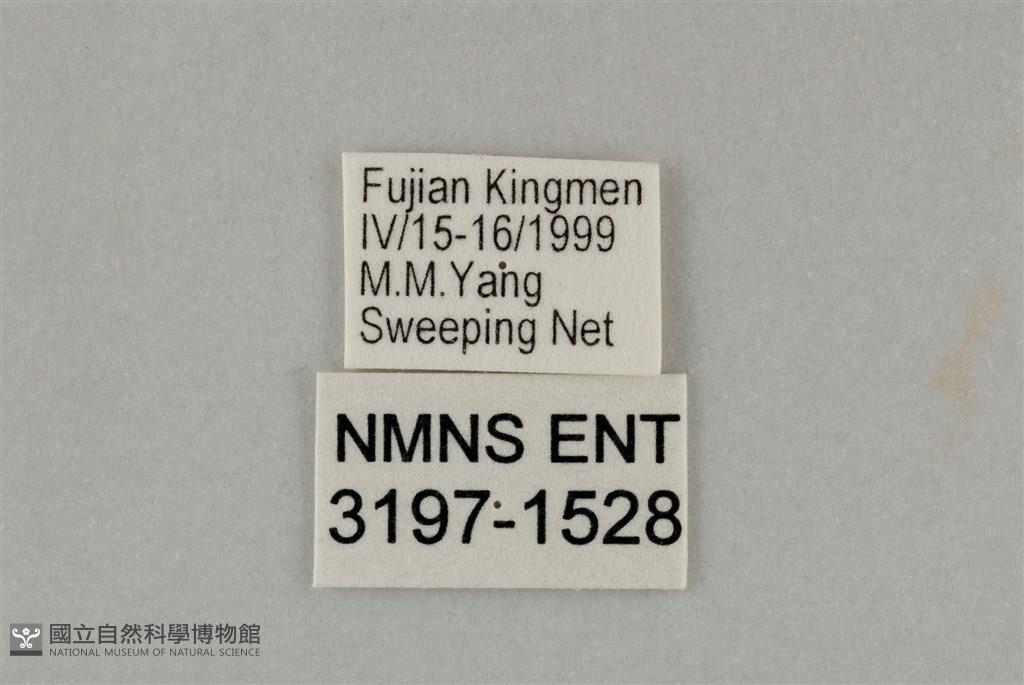 Fujian Kingmen
IV/15-16/1999
M.M.Yang
Sweeping Net
NMNS ENT
3197-1528
國立自然科學博物館
NATIONAL MUSEUM OF NATURAL SCIENCE